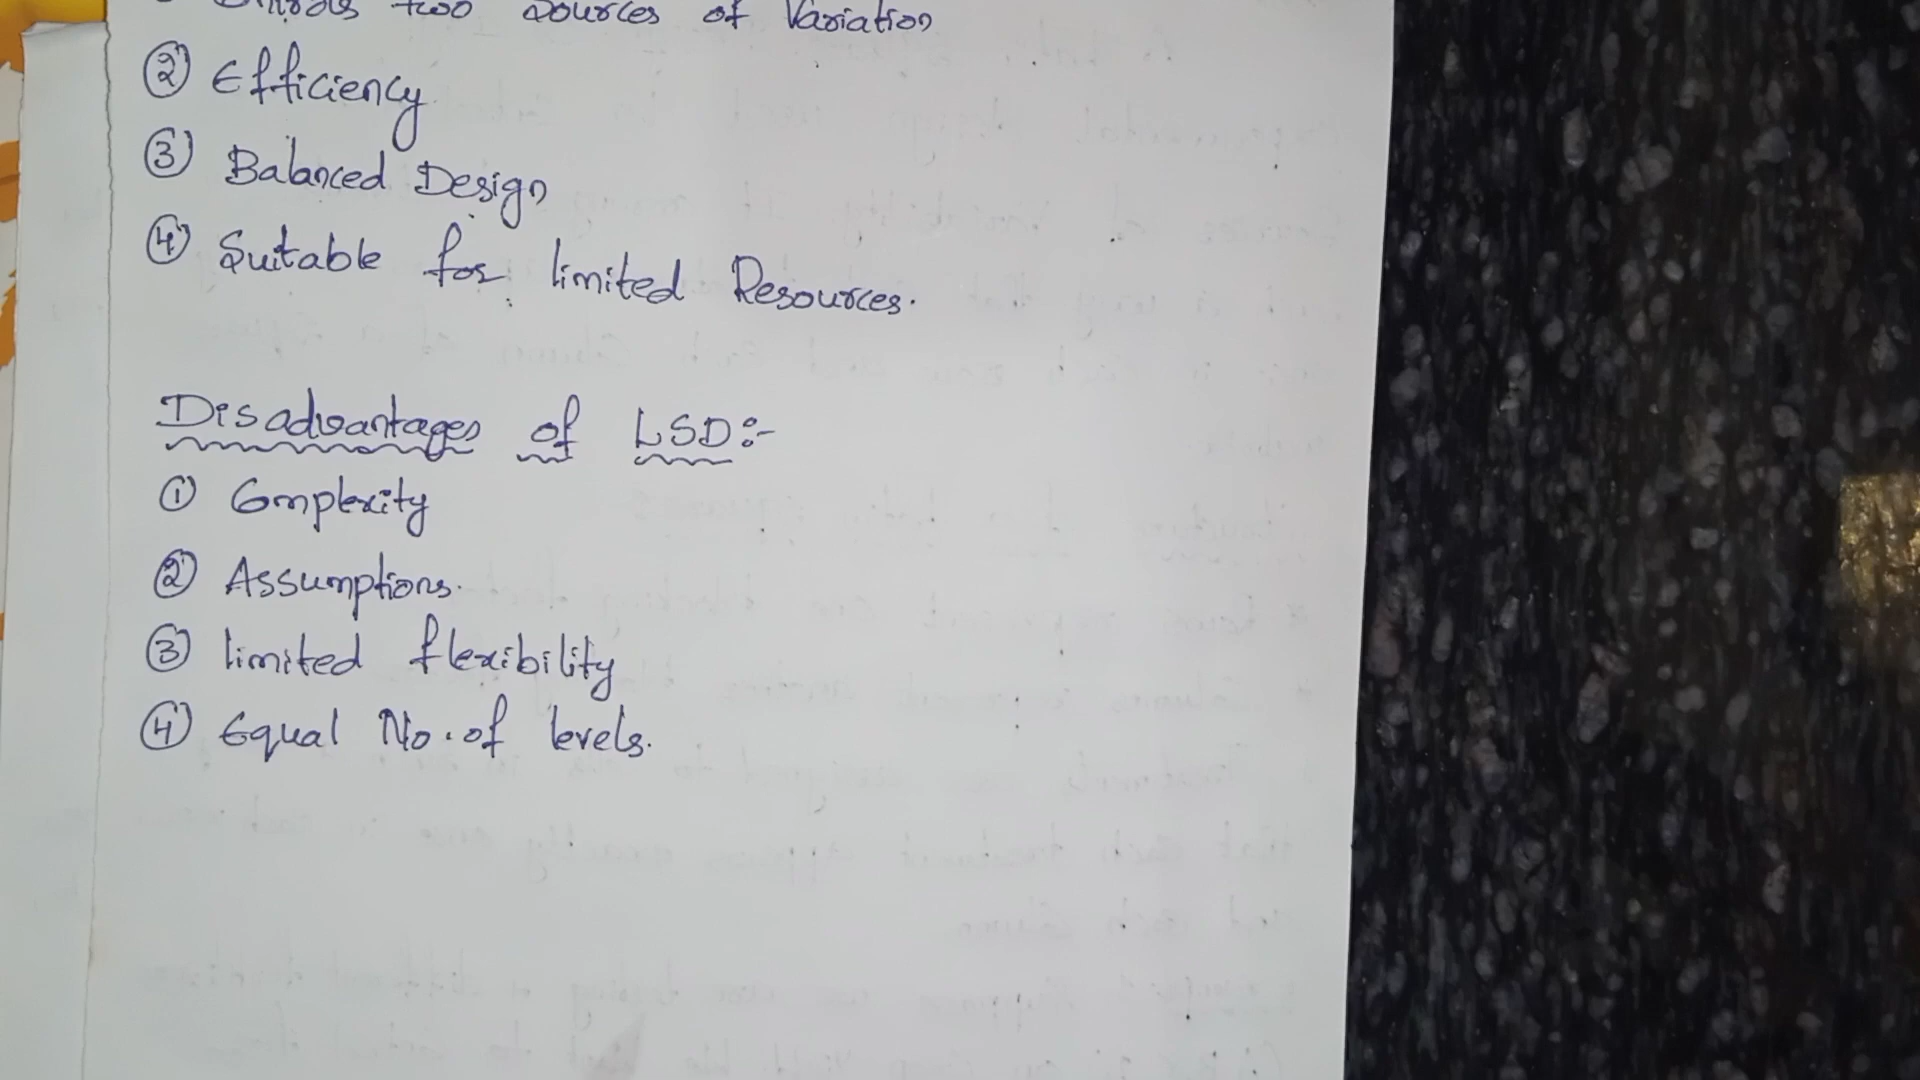 two Sources of Variation
② Efficiency
③ Balanced Design
④ Suitable for limited Resources.
Disadvantages of LSD:-
① Complexity
② Assumptions.
③ limited flexibility
④ Equal No. of levels.